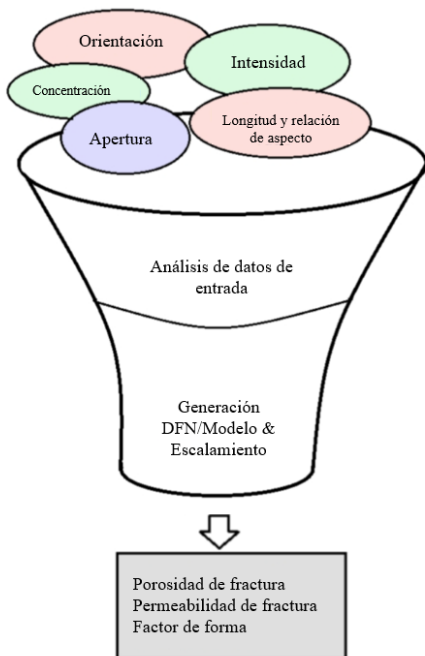 Orientación
Intensidad
Concentración
Apertura
Longitud y relación
de aspecto
Análisis de datos de
entrada
Generación
DFN/Modelo &
Escalamiento
Porosidad de fractura
Permeabilidad de fractura
Factor de forma